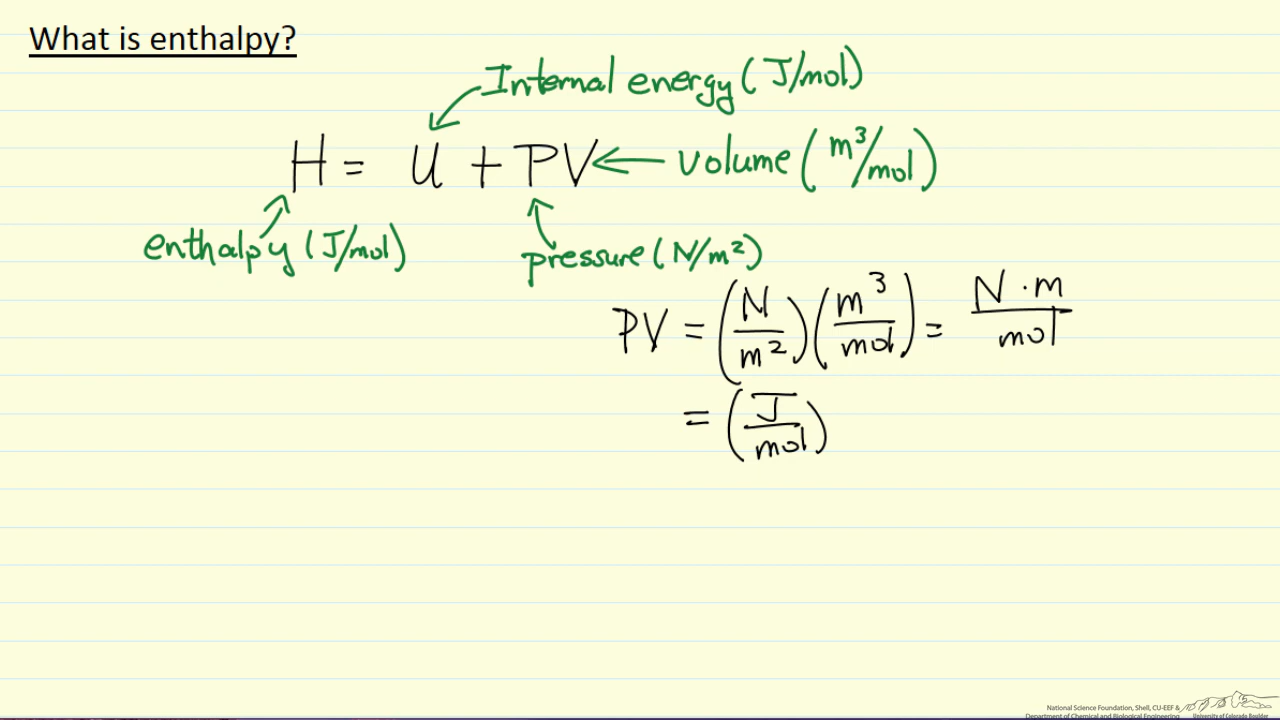 What is enthalpy?
Internal energy (J/mol)
H = U + PV ← volume (m³/mol)
enthalpy (J/mol)
pressure (N/m²)
PV = (N/m²)(m³/mol) = N·m/mol
= (J/mol)
National Science Foundation, Shell, CU-EEF &
Department of Chemical and Biological Engineering
University of Colorado Boulder